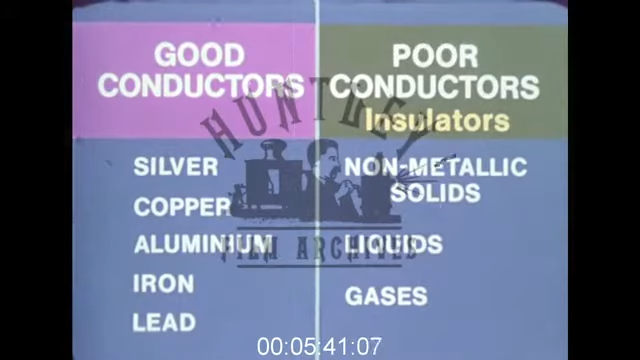 GOOD
CONDUCTORS
SILVER
COPPER
ALUMINIUM
IRON
LEAD
POOR
CONDUCTORS
Insulators
NON-METALLIC
SOLIDS
LIQUIDS
GASES
HUNTLEY
FILM ARCHIVES
00:05:41:07